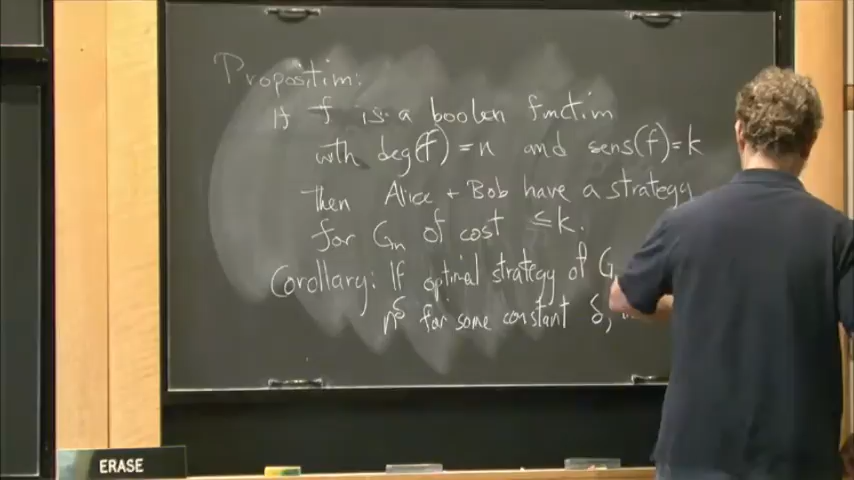 Proposition:
If f is a boolen function
with deg(f) = n and sens(f) = k
then Alice + Bob have a strategy
for Gn of cost ≤ k.
Corollary: If optimal strategy of G
n^δ for some constant δ,
ERASE